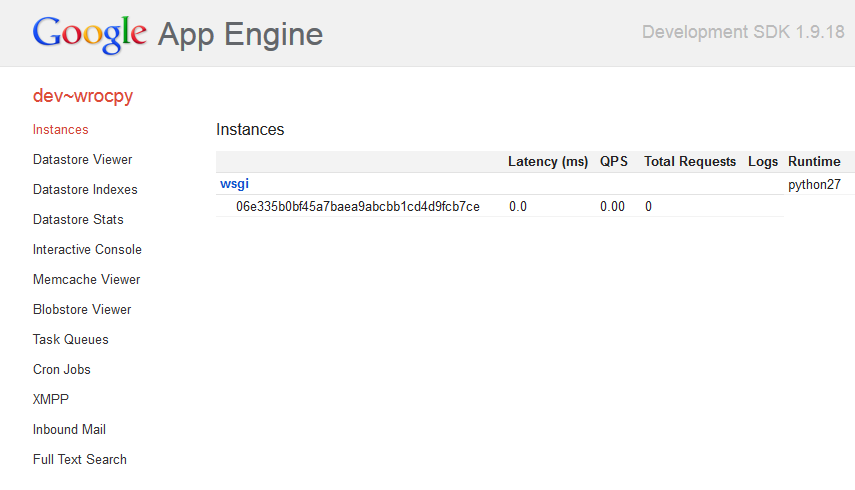 Google App Engine
Development SDK 1.9.18
dev~wrocpy
Instances
Datastore Viewer
Datastore Indexes
Datastore Stats
Interactive Console
Memcache Viewer
Blobstore Viewer
Task Queues
Cron Jobs
XMPP
Inbound Mail
Full Text Search
Instances
Latency (ms) QPS Total Requests Logs Runtime
wsgi python27
06e335b0bf45a7baea9abcbb1cd4d9fcb7ce 0.0 0.00 0